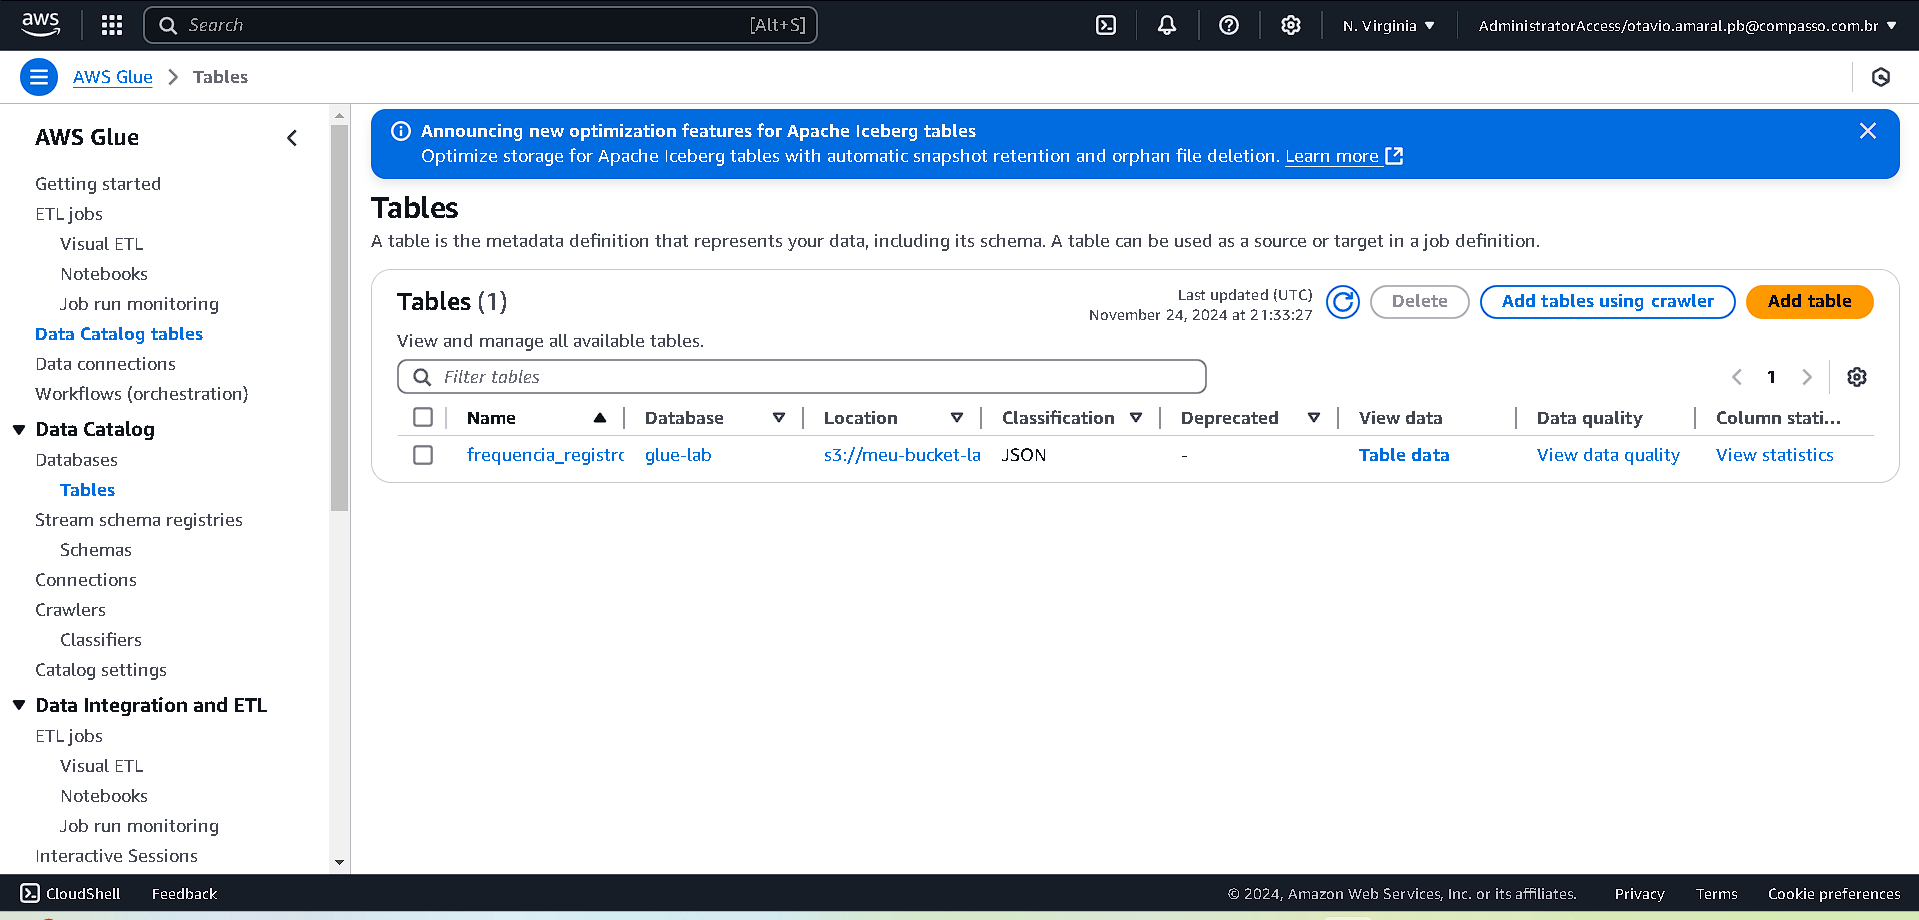 aws
Search
[Alt+S]
N. Virginia
AdministratorAccess/otavio.amaral.pb@compasso.com.br
AWS Glue
Tables
AWS Glue
Getting started
ETL jobs
Visual ETL
Notebooks
Job run monitoring
Data Catalog tables
Data connections
Workflows (orchestration)
Data Catalog
Databases
Tables
Stream schema registries
Schemas
Connections
Crawlers
Classifiers
Catalog settings
Data Integration and ETL
ETL jobs
Visual ETL
Notebooks
Job run monitoring
Interactive Sessions
Announcing new optimization features for Apache Iceberg tables
Optimize storage for Apache Iceberg tables with automatic snapshot retention and orphan file deletion. Learn more
Tables
A table is the metadata definition that represents your data, including its schema. A table can be used as a source or target in a job definition.
Tables (1)
Last updated (UTC)
November 24, 2024 at 21:33:27
Delete
Add tables using crawler
Add table
View and manage all available tables.
Filter tables
1
Name Database Location Classification Deprecated View data Data quality Column stati...
frequencia_registro glue-lab s3://meu-bucket-la JSON - Table data View data quality View statistics
CloudShell Feedback © 2024, Amazon Web Services, Inc. or its affiliates. Privacy Terms Cookie preferences